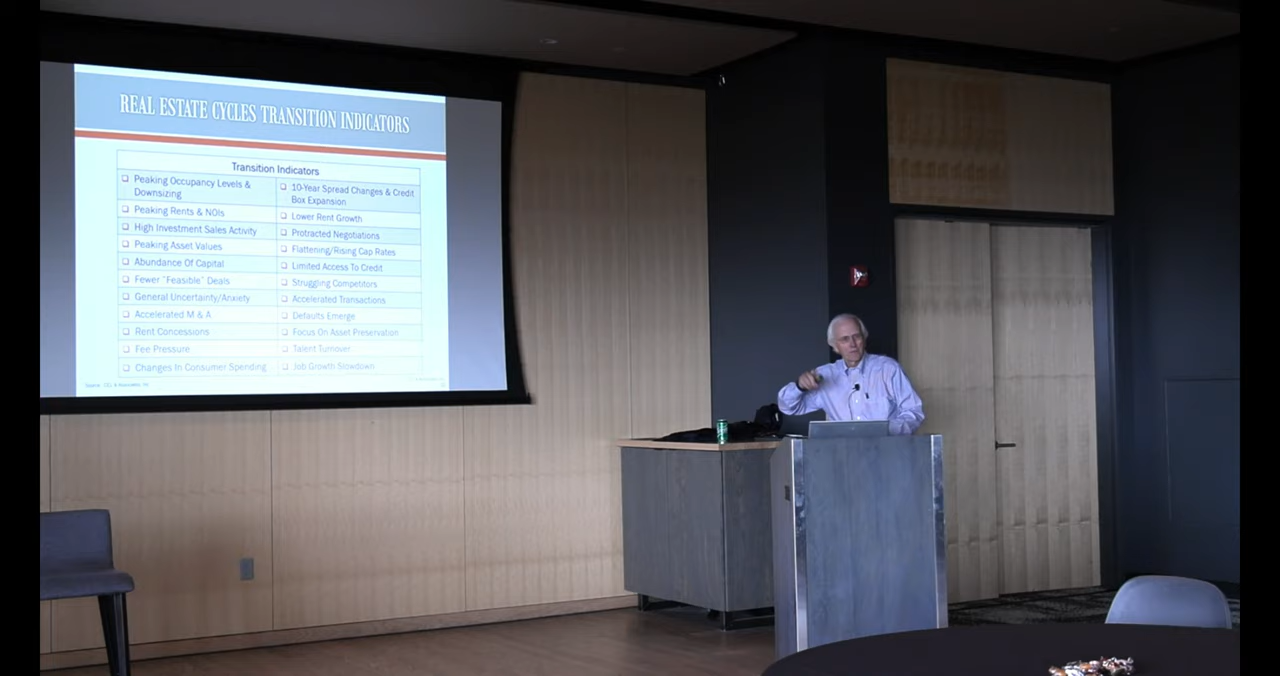 REAL ESTATE CYCLES TRANSITION INDICATORS
Transition Indicators
❑ Peaking Occupancy Levels &
Downsizing
❑ Peaking Rents & NOIs
❑ High Investment Sales Activity
❑ Peaking Asset Values
❑ Abundance Of Capital
❑ Fewer "Feasible" Deals
❑ General Uncertainty/Anxiety
❑ Accelerated M & A
❑ Rent Concessions
❑ Fee Pressure
❑ Changes In Consumer Spending
❑ 10-Year Spread Changes & Credit
Box Expansion
❑ Lower Rent Growth
❑ Protracted Negotiations
❑ Flattening/Rising Cap Rates
❑ Limited Access To Credit
❑ Struggling Competitors
❑ Accelerated Transactions
❑ Defaults Emerge
❑ Focus On Asset Preservation
❑ Talent Turnover
❑ Job Growth Slowdown
Source: